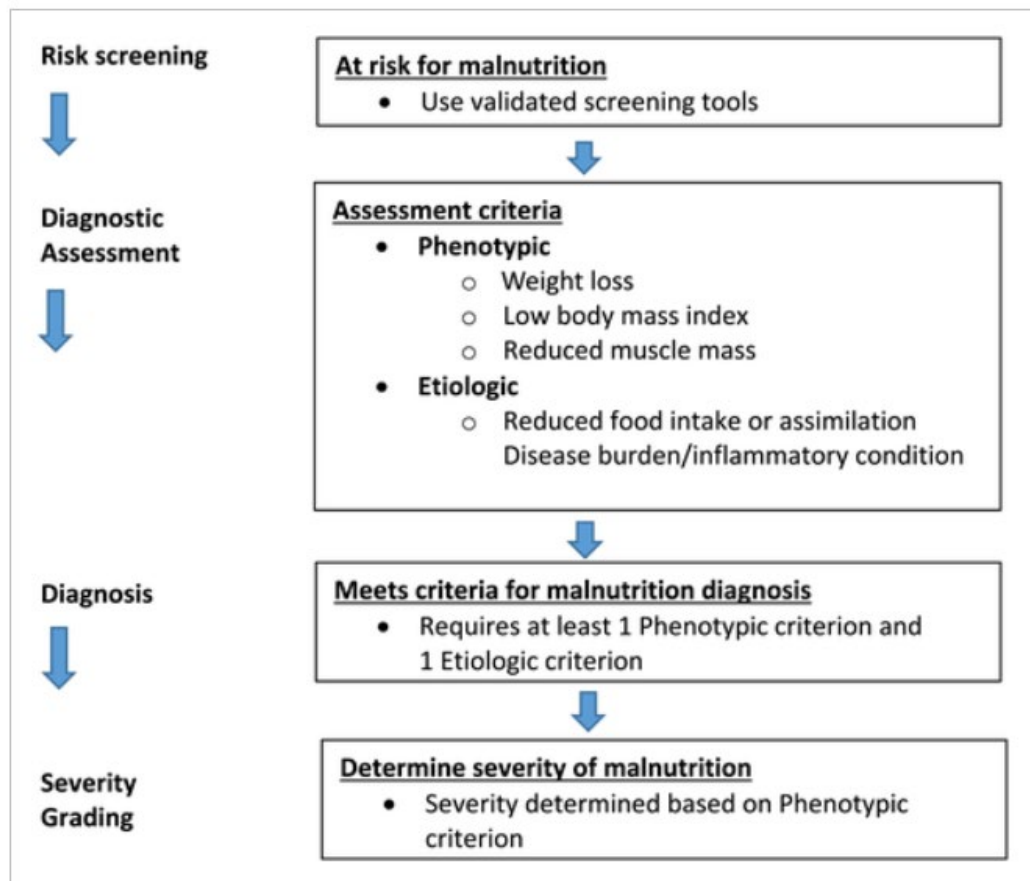 Risk screening
At risk for malnutrition
• Use validated screening tools
Diagnostic
Assessment
Assessment criteria
• Phenotypic
o Weight loss
o Low body mass index
o Reduced muscle mass
• Etiologic
o Reduced food intake or assimilation
Disease burden/inflammatory condition
Diagnosis
Meets criteria for malnutrition diagnosis
• Requires at least 1 Phenotypic criterion and
1 Etiologic criterion
Severity
Grading
Determine severity of malnutrition
• Severity determined based on Phenotypic
criterion